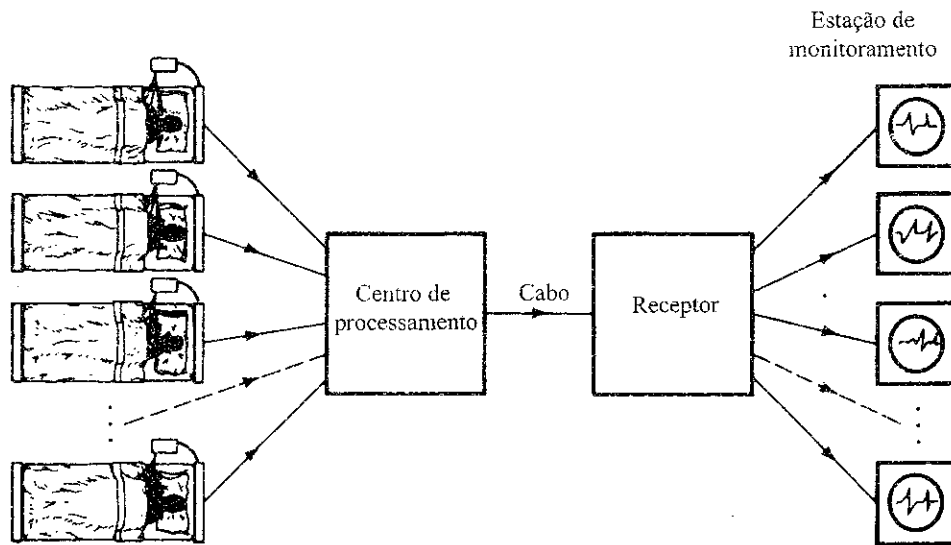 Estação de
monitoramento
Centro de
processamento
Cabo
Receptor